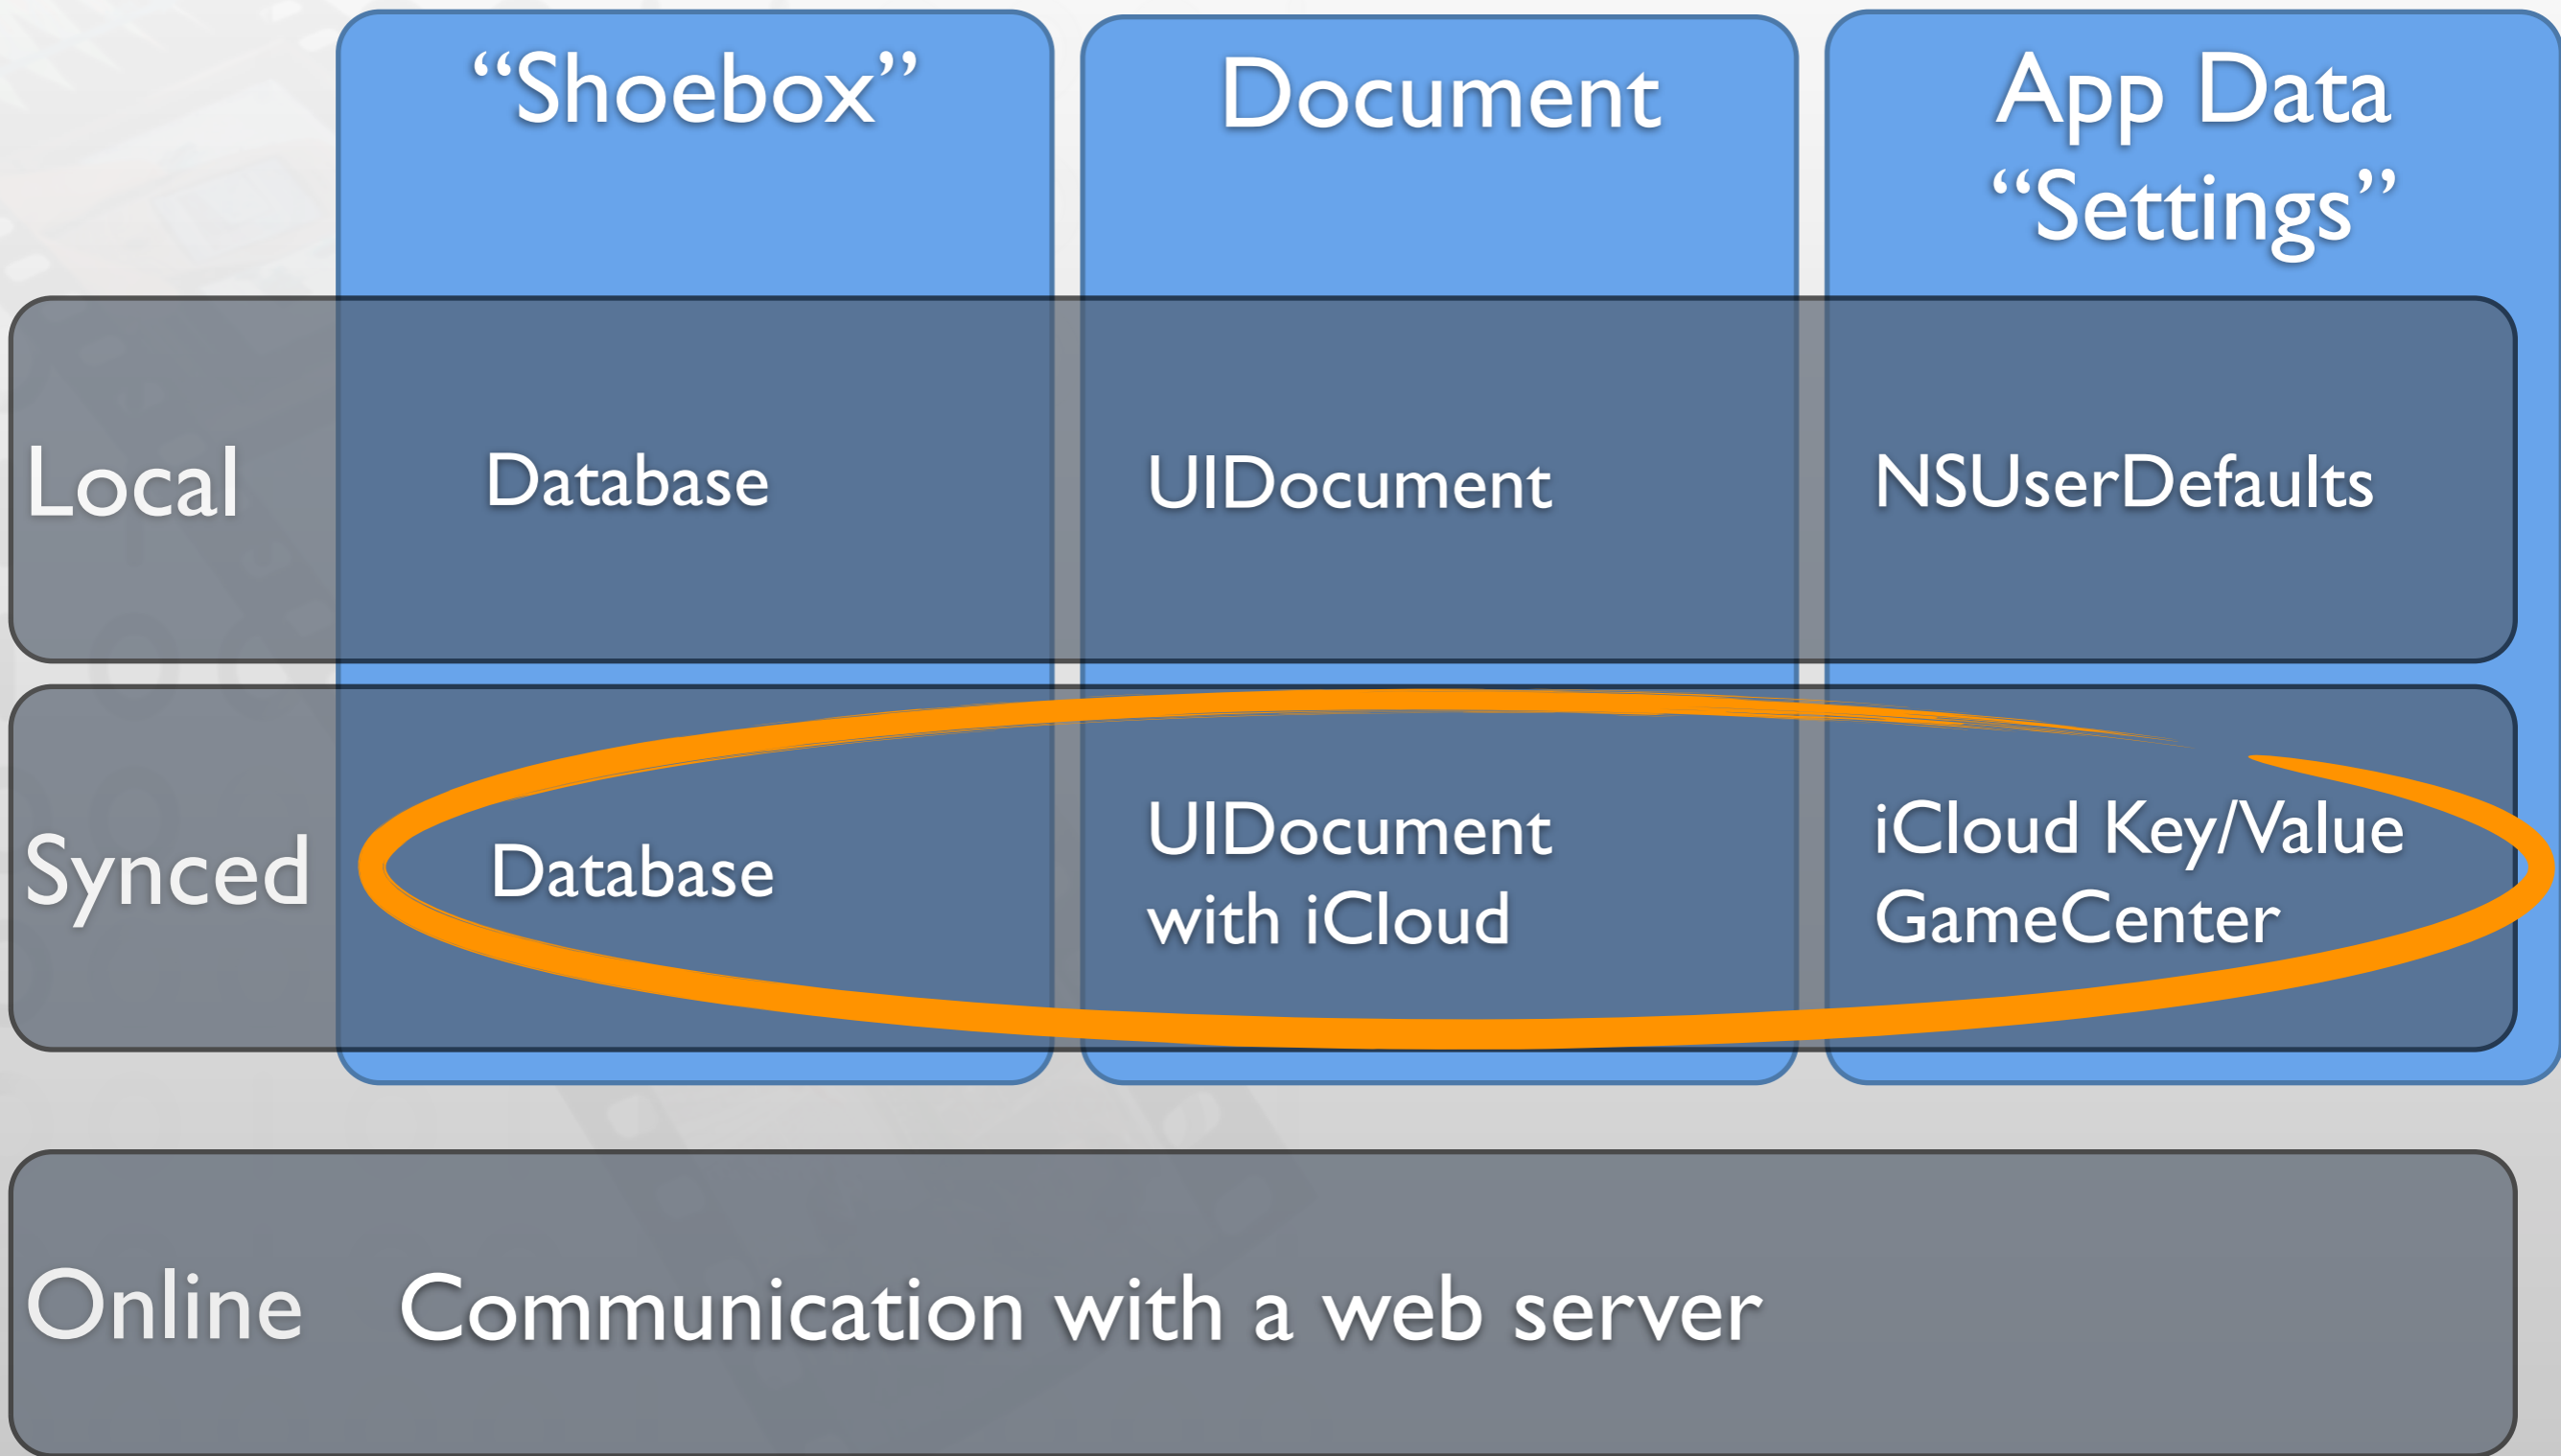 “Shoebox”
Document
App Data
“Settings”
Local
Database
UIDocument
NSUserDefaults
Synced
Database
UIDocument
with iCloud
iCloud Key/Value
GameCenter
Online
Communication with a web server